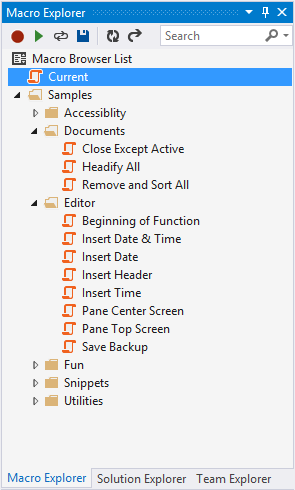 Macro Explorer
Search
Macro Browser List
Current
Samples
Accessiblity
Documents
Close Except Active
Headify All
Remove and Sort All
Editor
Beginning of Function
Insert Date & Time
Insert Date
Insert Header
Insert Time
Pane Center Screen
Pane Top Screen
Save Backup
Fun
Snippets
Utilities
Macro Explorer Solution Explorer Team Explorer